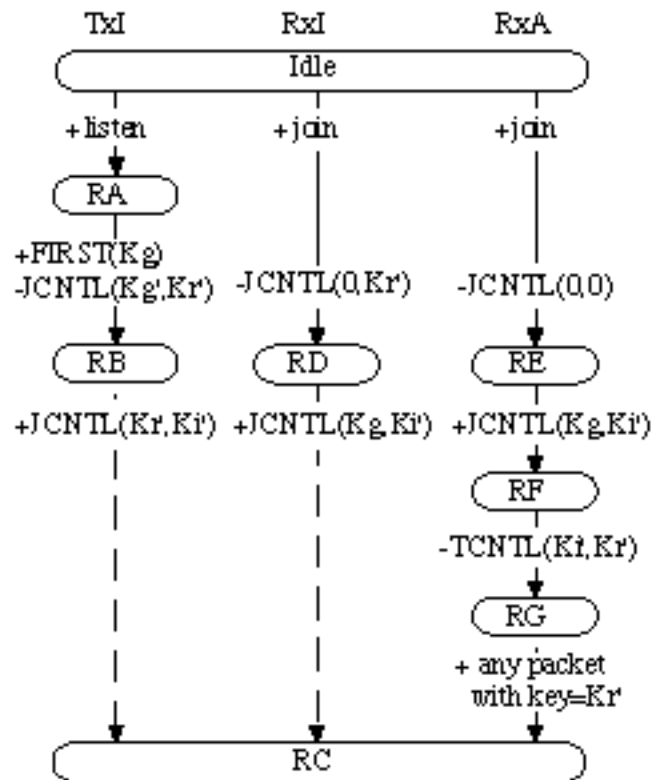 TxI RxI RxA
Idle
+listen +join +join
RA
+FIRST(Kg)
-JCNTL(Kg',Kr') -JCNTL(0,Kr') -JCNTL(0,0)
RB RD RE
+JCNTL(Kr',Ki') +JCNTL(Kg,Ki') +JCNTL(Kg,Ki')
RF
-TCNTL(Ki',Kr')
RG
+ any packet
with key=Kr'
RC